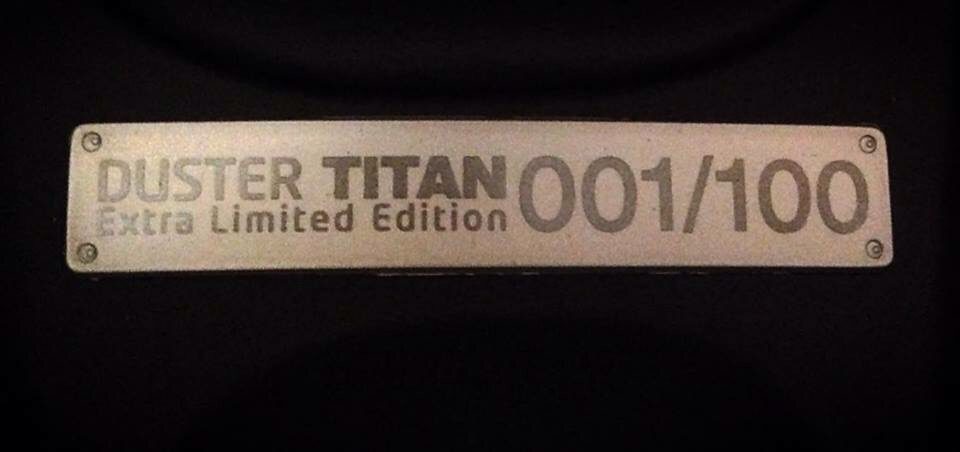 DUSTER TITAN 001/100
Extra Limited Edition